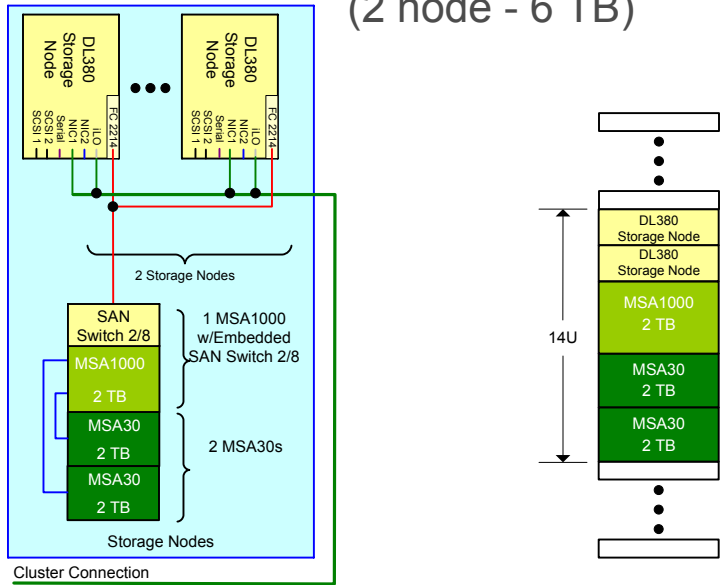 (2 node - 6 TB)
DL380
Storage
Node
FC 2214
iLO
NIC2
NIC1
Serial
SCSI 2
SCSI 1
DL380
Storage
Node
FC 2214
iLO
NIC2
NIC1
Serial
SCSI 2
SCSI 1
2 Storage Nodes
SAN
Switch 2/8
MSA1000
2 TB
MSA30
2 TB
MSA30
2 TB
1 MSA1000
w/Embedded
SAN Switch 2/8
2 MSA30s
Storage Nodes
Cluster Connection
14U
DL380
Storage Node
DL380
Storage Node
MSA1000
2 TB
MSA30
2 TB
MSA30
2 TB